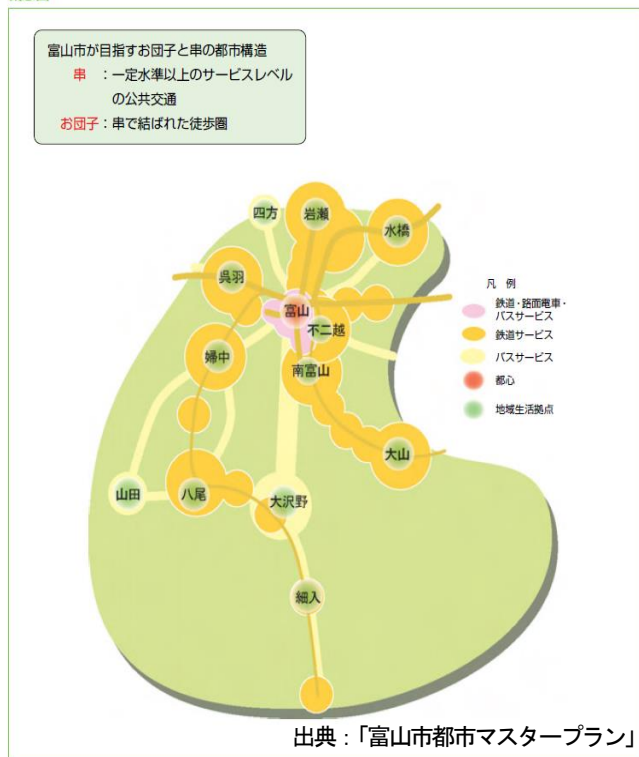 富山市が目指すお団子と串の都市構造
串 ：一定水準以上のサービスレベル
の公共交通
お団子：串で結ばれた徒歩圏
四方
岩瀬
水橋
呉羽
富山
不二越
婦中
南富山
大山
山田
八尾
大沢野
細入
凡 例
鉄道・路面電車・
バスサービス
鉄道サービス
バスサービス
都心
地域生活拠点
出典：「富山市都市マスタープラン」